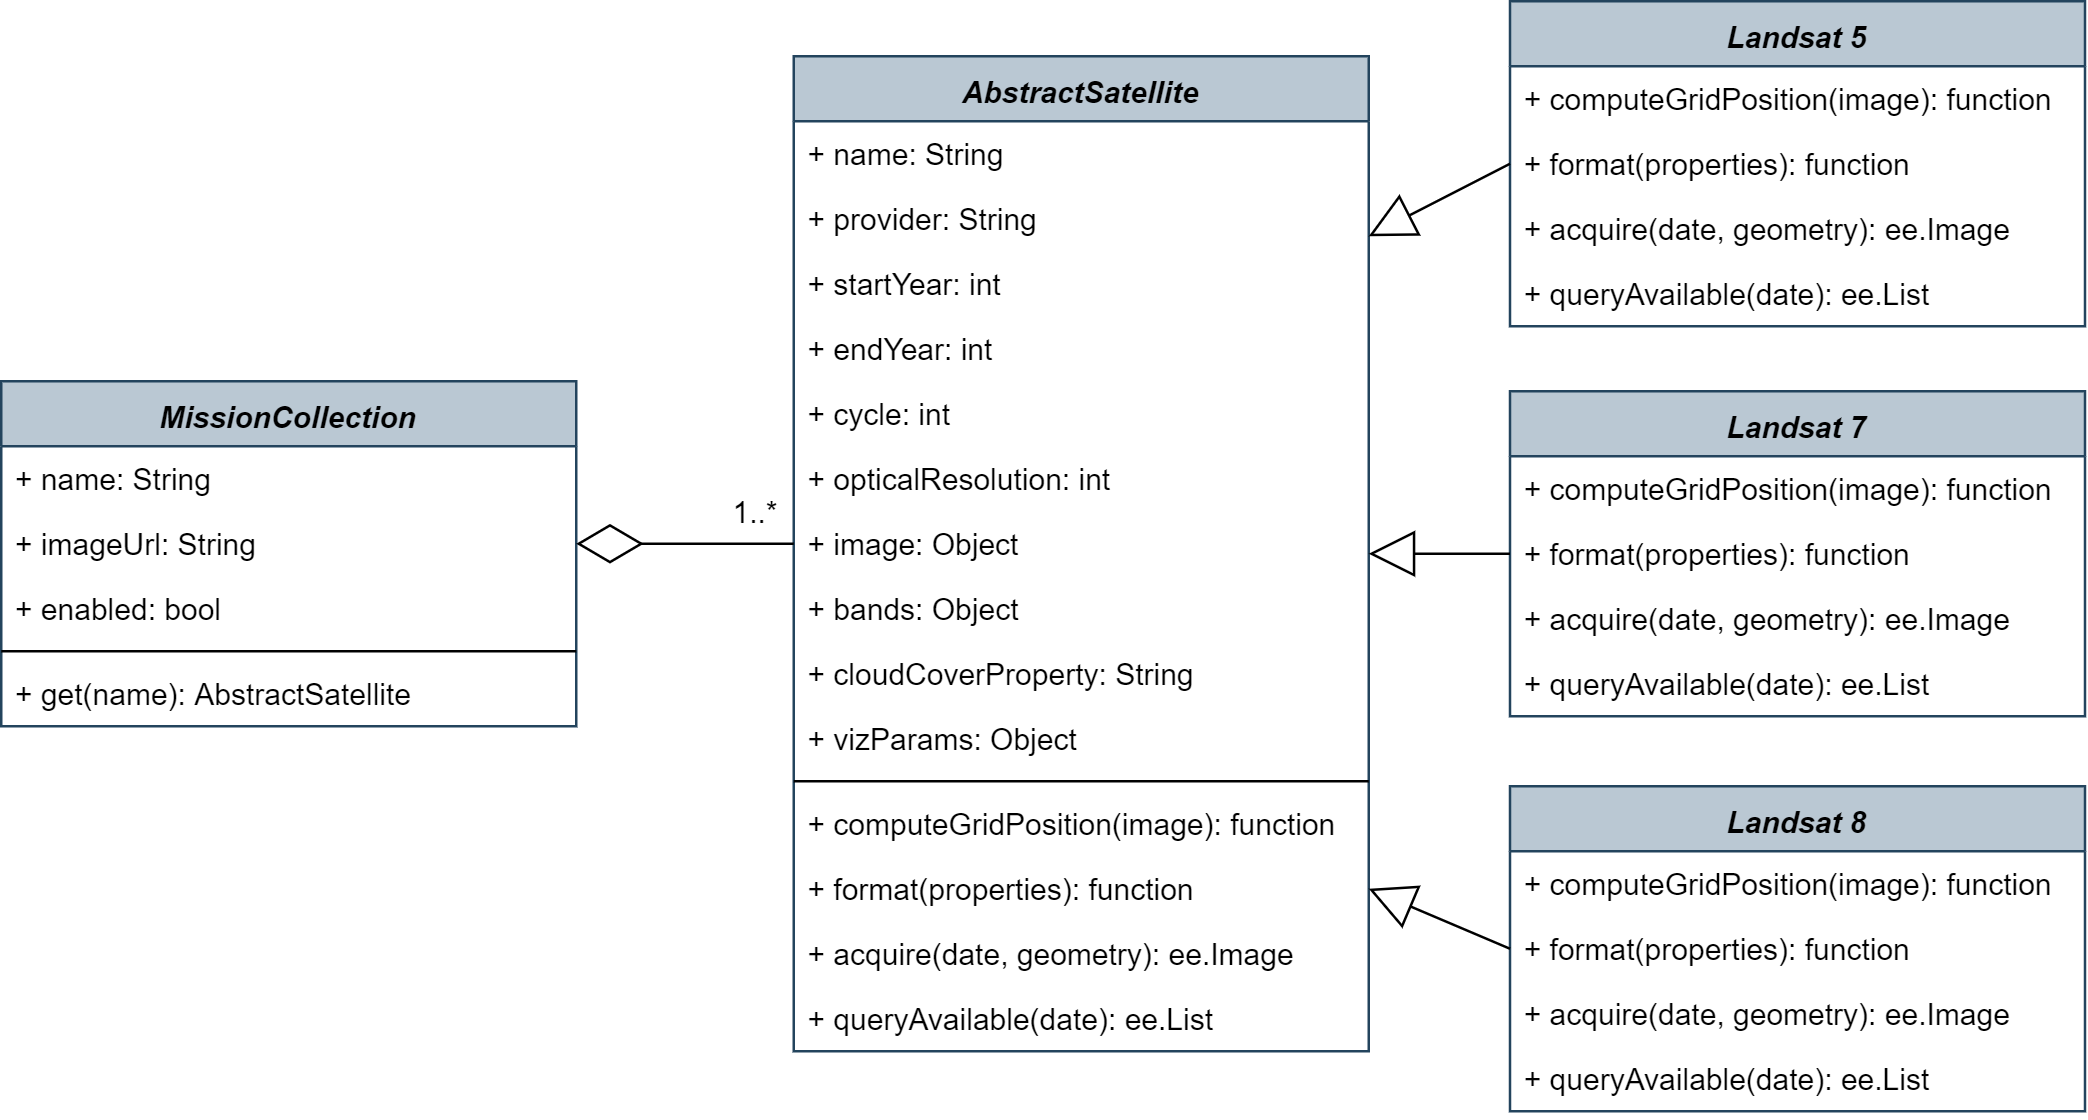 MissionCollection
+ name: String
+ imageUrl: String
+ enabled: bool
+ get(name): AbstractSatellite
1..*
AbstractSatellite
+ name: String
+ provider: String
+ startYear: int
+ endYear: int
+ cycle: int
+ opticalResolution: int
+ image: Object
+ bands: Object
+ cloudCoverProperty: String
+ vizParams: Object
+ computeGridPosition(image): function
+ format(properties): function
+ acquire(date, geometry): ee.Image
+ queryAvailable(date): ee.List
Landsat 5
+ computeGridPosition(image): function
+ format(properties): function
+ acquire(date, geometry): ee.Image
+ queryAvailable(date): ee.List
Landsat 7
+ computeGridPosition(image): function
+ format(properties): function
+ acquire(date, geometry): ee.Image
+ queryAvailable(date): ee.List
Landsat 8
+ computeGridPosition(image): function
+ format(properties): function
+ acquire(date, geometry): ee.Image
+ queryAvailable(date): ee.List